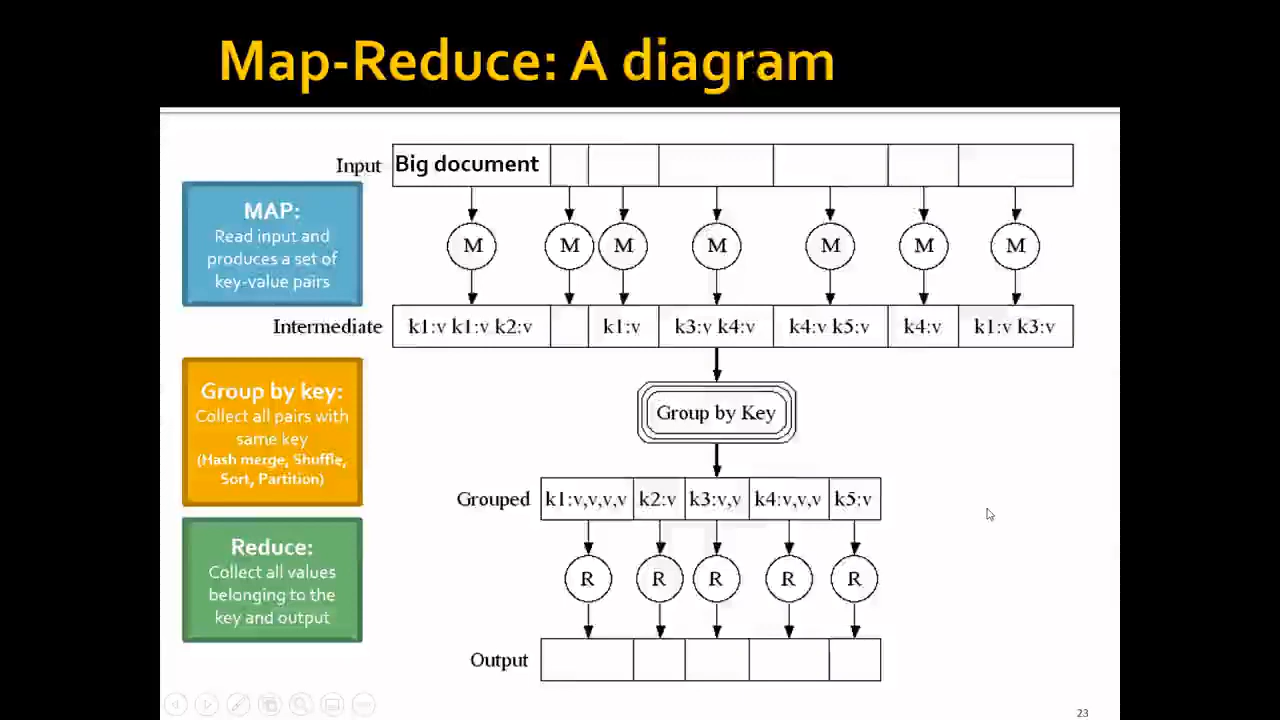 Map-Reduce: A diagram
Input
Big document
MAP:
Read input and
produces a set of
key-value pairs
M M M M M M M
Intermediate
k1:v k1:v k2:v
k1:v
k3:v k4:v
k4:v k5:v
k4:v
k1:v k3:v
Group by key:
Collect all pairs with
same key
(Hash merge, Shuffle,
Sort, Partition)
Group by Key
Grouped
k1:v,v,v,v
k2:v
k3:v,v
k4:v,v,v
k5:v
Reduce:
Collect all values
belonging to the
key and output
R R R R R
Output
23